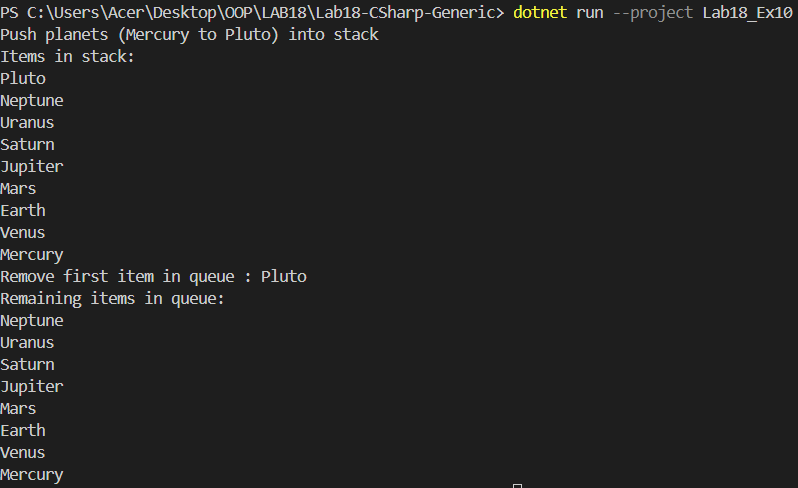 PS C:\Users\Acer\Desktop\OOP\LAB18\Lab18-CSharp-Generic> dotnet run --project Lab18_Ex10
Push planets (Mercury to Pluto) into stack
Items in stack:
Pluto
Neptune
Uranus
Saturn
Jupiter
Mars
Earth
Venus
Mercury
Remove first item in queue : Pluto
Remaining items in queue:
Neptune
Uranus
Saturn
Jupiter
Mars
Earth
Venus
Mercury